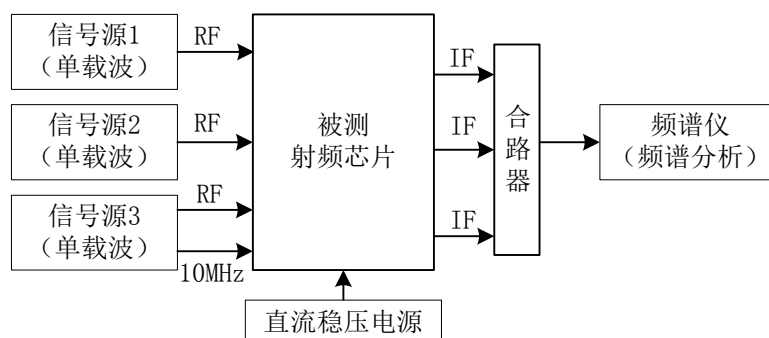 信号源1
（单载波）
RF
信号源2
（单载波）
RF
信号源3
（单载波）
RF
10MHz
被测
射频芯片
直流稳压电源
IF
IF
IF
合
路
器
频谱仪
（频谱分析）